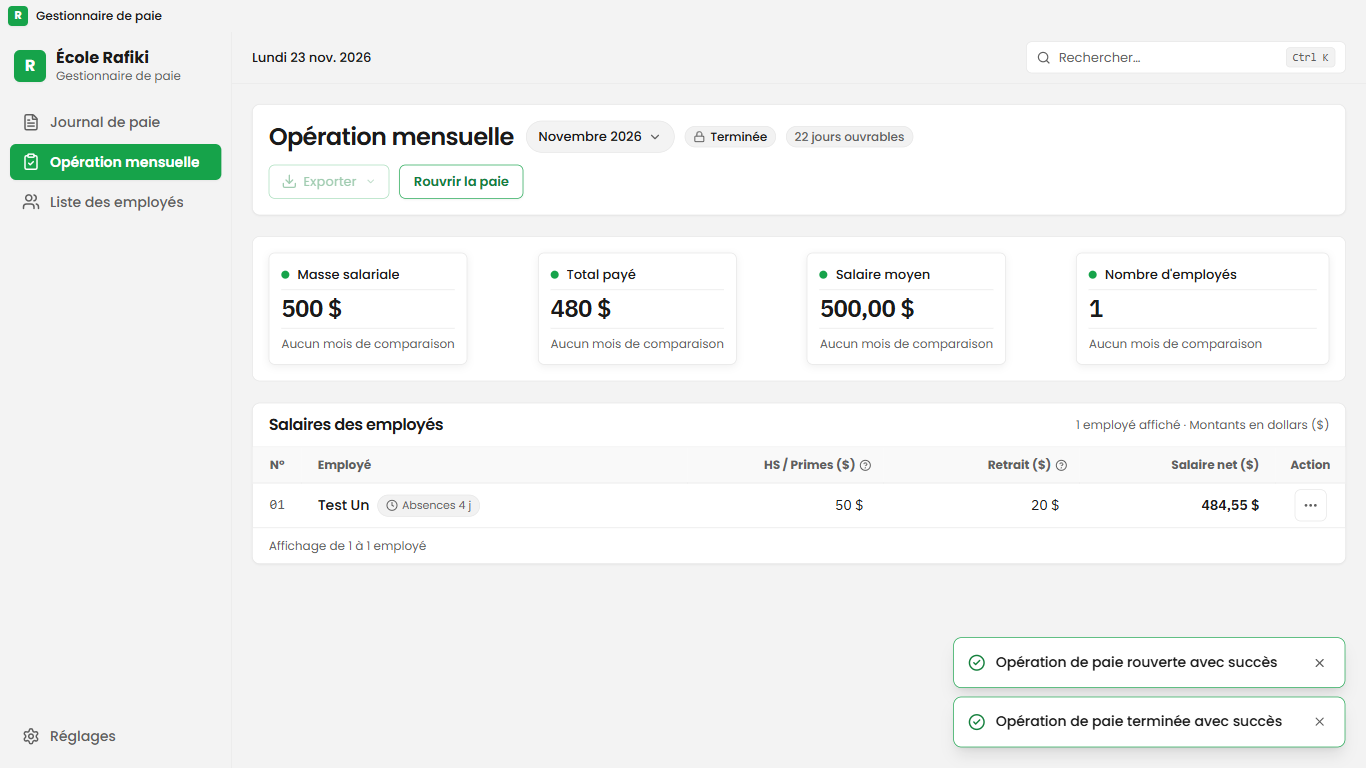 R Gestionnaire de paie
R École Rafiki
Gestionnaire de paie
Journal de paie
Opération mensuelle
Liste des employés
Réglages
Lundi 23 nov. 2026
Rechercher... Ctrl K
Opération mensuelle Novembre 2026 Terminée 22 jours ouvrables
Exporter Rouvrir la paie
Masse salariale
500 $
Aucun mois de comparaison
Total payé
480 $
Aucun mois de comparaison
Salaire moyen
500,00 $
Aucun mois de comparaison
Nombre d'employés
1
Aucun mois de comparaison
Salaires des employés 1 employé affiché · Montants en dollars ($)
N° Employé HS / Primes ($) Retrait ($) Salaire net ($) Action
01 Test Un Absences 4 j 50 $ 20 $ 484,55 $
Affichage de 1 à 1 employé
Opération de paie rouverte avec succès
Opération de paie terminée avec succès